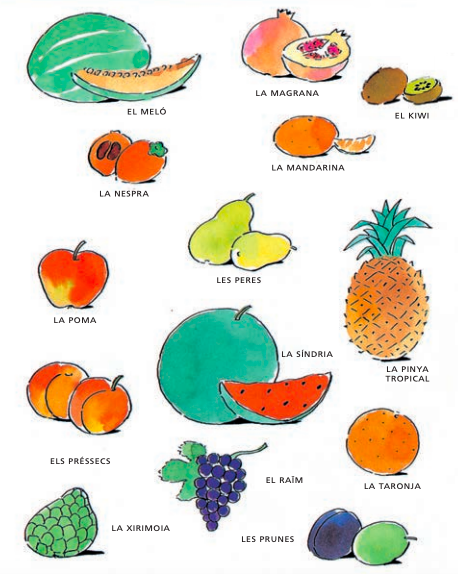 EL MELÓ
LA MAGRANA
EL KIWI
LA NESPRA
LA MANDARINA
LES PERES
LA POMA
LA SÍNDRIA
LA PINYA
TROPICAL
ELS PRÉSSECS
EL RAÏM
LA TARONJA
LA XIRIMOIA
LES PRUNES